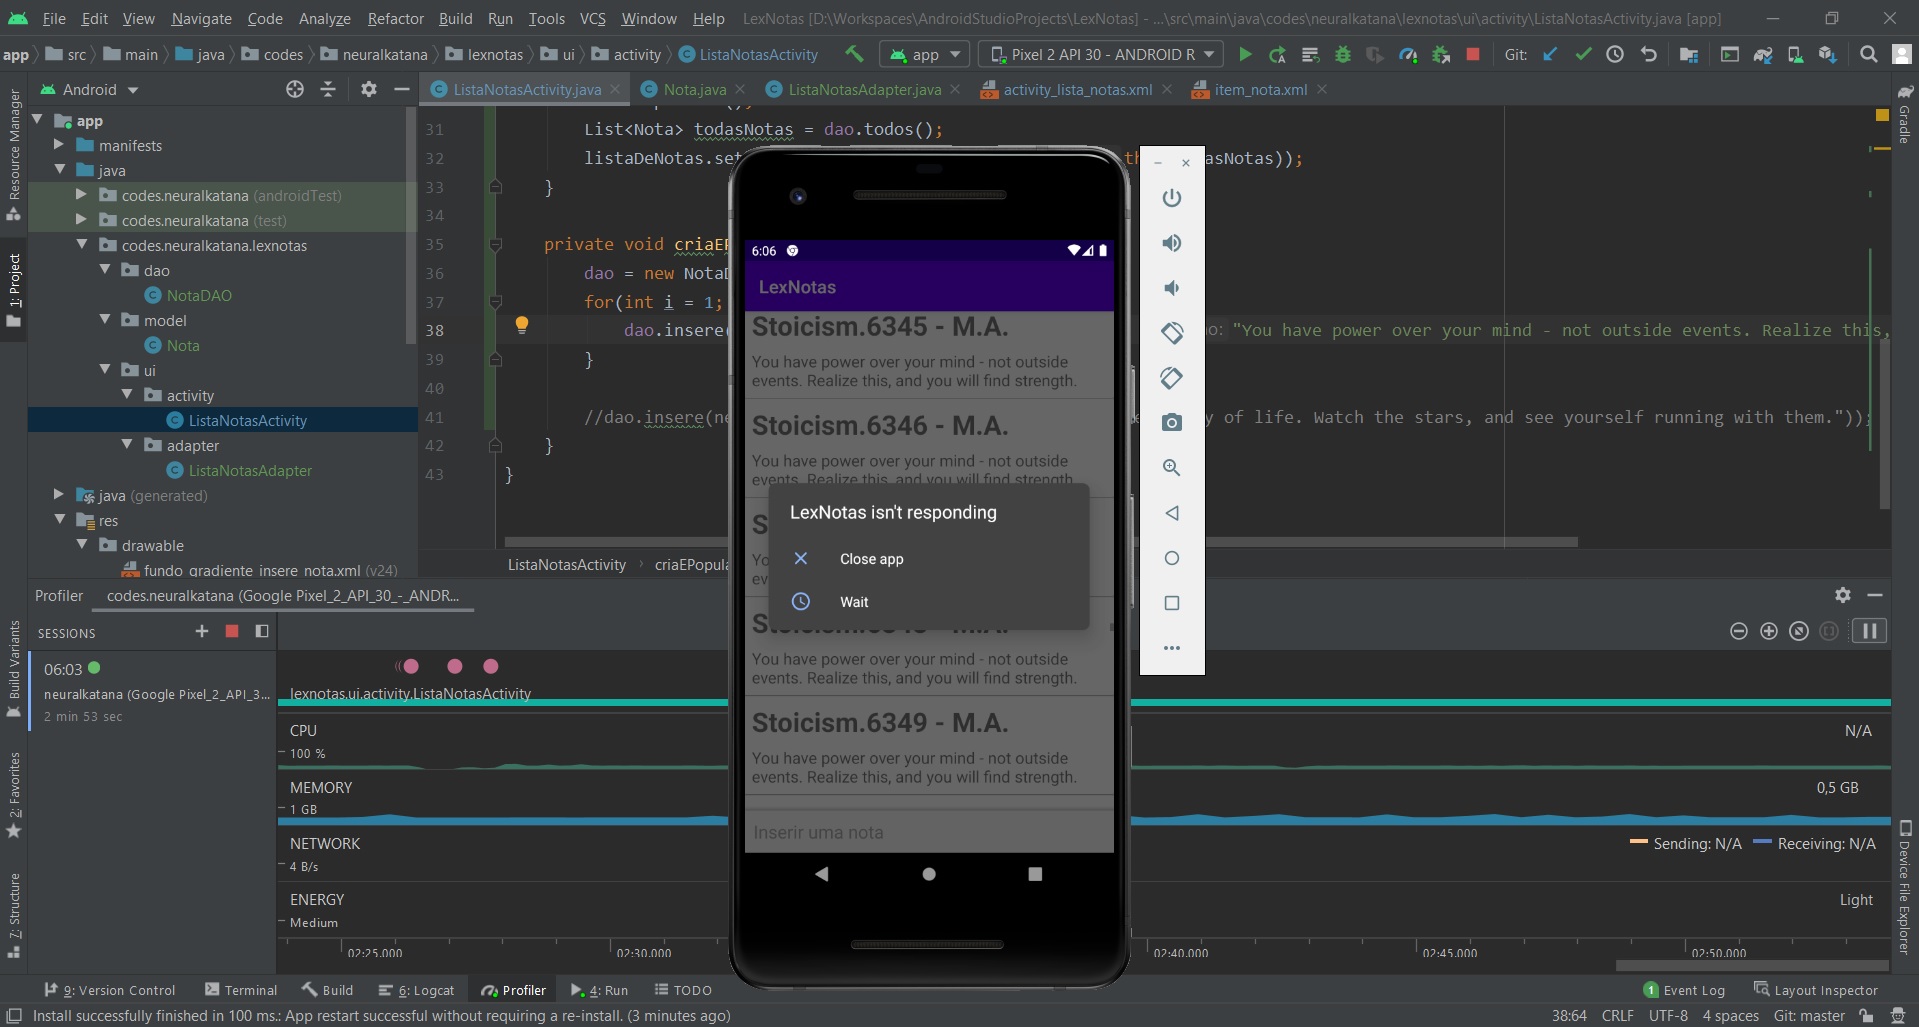 File Edit View Navigate Code Analyze Refactor Build Run Tools VCS Window Help LexNotas [D:\Workspaces\AndroidStudioProjects\LexNotas] - ...\src\main\java\codes\neuralkatana\lexnotas\ui\activity\ListaNotasActivity.java [app]
app src main java codes neuralkatana lexnotas ui activity ListaNotasActivity app Pixel 2 API 30 - ANDROID R Git:
Android
ListaNotasActivity.java Nota.java ListaNotasAdapter.java activity_lista_notas.xml item_nota.xml
Resource Manager
1: Project
Build Variants
2: Favorites
7: Structure
Gradle
Device File Explorer
app
manifests
java
codes.neuralkatana (androidTest)
codes.neuralkatana (test)
codes.neuralkatana.lexnotas
dao
NotaDAO
model
Nota
ui
activity
ListaNotasActivity
adapter
ListaNotasAdapter
java (generated)
res
drawable
fundo_gradiente_insere_nota.xml (v24)
31 List<Nota> todasNotas = dao.todos();
32 listaDeNotas.set th asNotas));
33 }
34
35 private void criaEP
36 dao = new NotaD
37 for(int i = 1;
38 dao.insere( o: "You have power over your mind - not outside events. Realize this,
39 }
40
41 //dao.insere(ne y of life. Watch the stars, and see yourself running with them."));
42 }
43 }
ListaNotasActivity criaEPopula
6:06
LexNotas
Stoicism.6345 - M.A.
You have power over your mind - not outside
events. Realize this, and you will find strength.
Stoicism.6346 - M.A.
You have power over your mind - not outside
events. Realize this, and you will find strength.
S
Yo
e
LexNotas isn't responding
Close app
Wait
You have power over your mind - not outside
events. Realize this, and you will find strength.
Stoicism.6349 - M.A.
You have power over your mind - not outside
events. Realize this, and you will find strength.
Inserir uma nota
Profiler codes.neuralkatana (Google Pixel_2_API_30_-_ANDR...
SESSIONS
06:03
neuralkatana (Google Pixel_2_API_3...
2 min 53 sec
lexnotas.ui.activity.ListaNotasActivity
CPU N/A
100 %
MEMORY 0,5 GB
1 GB
NETWORK Sending: N/A Receiving: N/A
4 B/s
ENERGY Light
Medium
02:25.000 02:30.000 02:40.000 02:45.000 02:50.000
9: Version Control Terminal Build 6: Logcat Profiler 4: Run TODO 1 Event Log Layout Inspector
Install successfully finished in 100 ms.: App restart successful without requiring a re-install. (3 minutes ago) 38:64 CRLF UTF-8 4 spaces Git: master